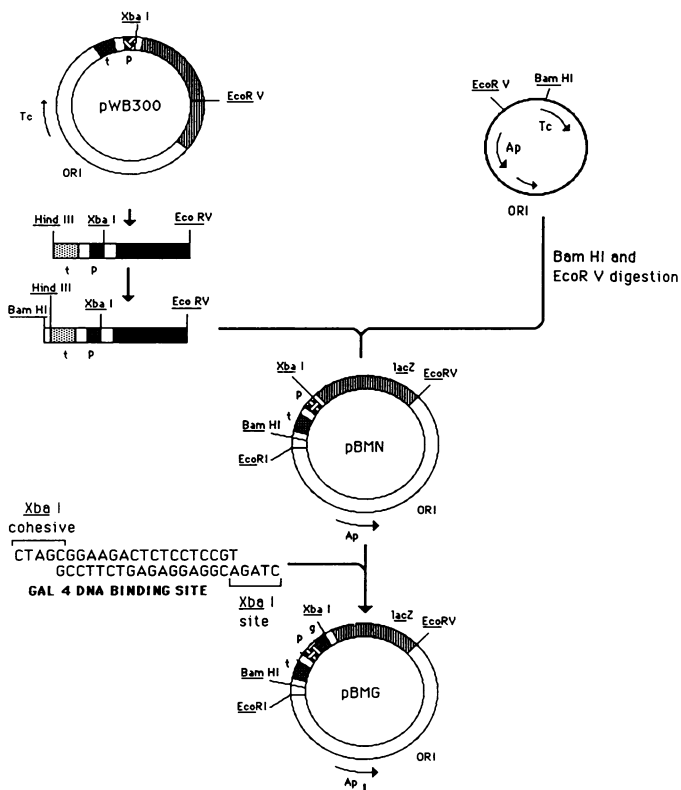 Xba I
t p
pWB300
EcoR V
Tc
ORI
EcoR V
Bam HI
Tc
Ap
ORI
Hind III
Xba I
Eco RV
t p
Bam HI and
EcoR V digestion
Hind III
Bam HI
Xba I
Eco RV
t p
Xba I
lacZ
EcoRV
p
t
Bam HI
EcoRI
pBMN
ORI
Ap
Xba I
cohesive
CTAGCGGAAGACTCTCCTCCGT
GCCTTCTGAGAGGAGGCAGATC
GAL 4 DNA BINDING SITE
Xba I
site
Xba I
lacZ
EcoRV
g
p
t
Bam HI
EcoRI
pBMG
ORI
Ap